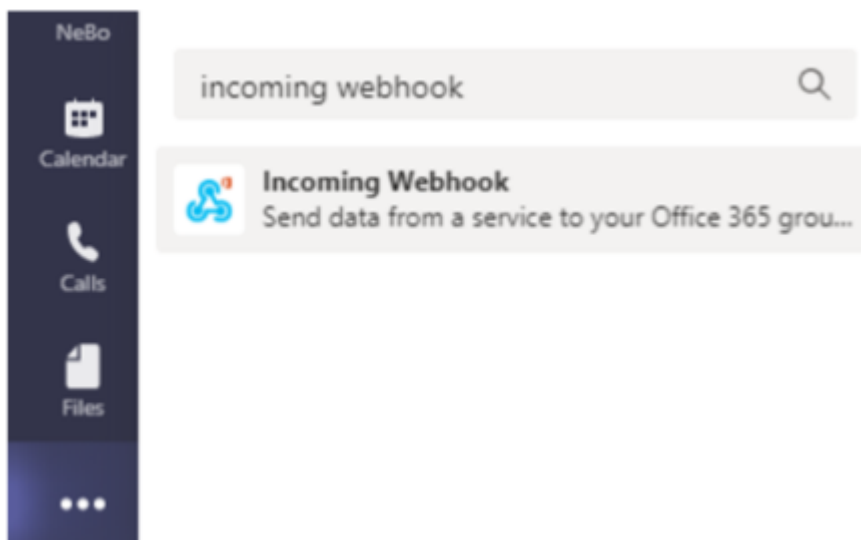 NeBo
Calendar
Calls
Files
incoming webhook
Incoming Webhook
Send data from a service to your Office 365 grou...